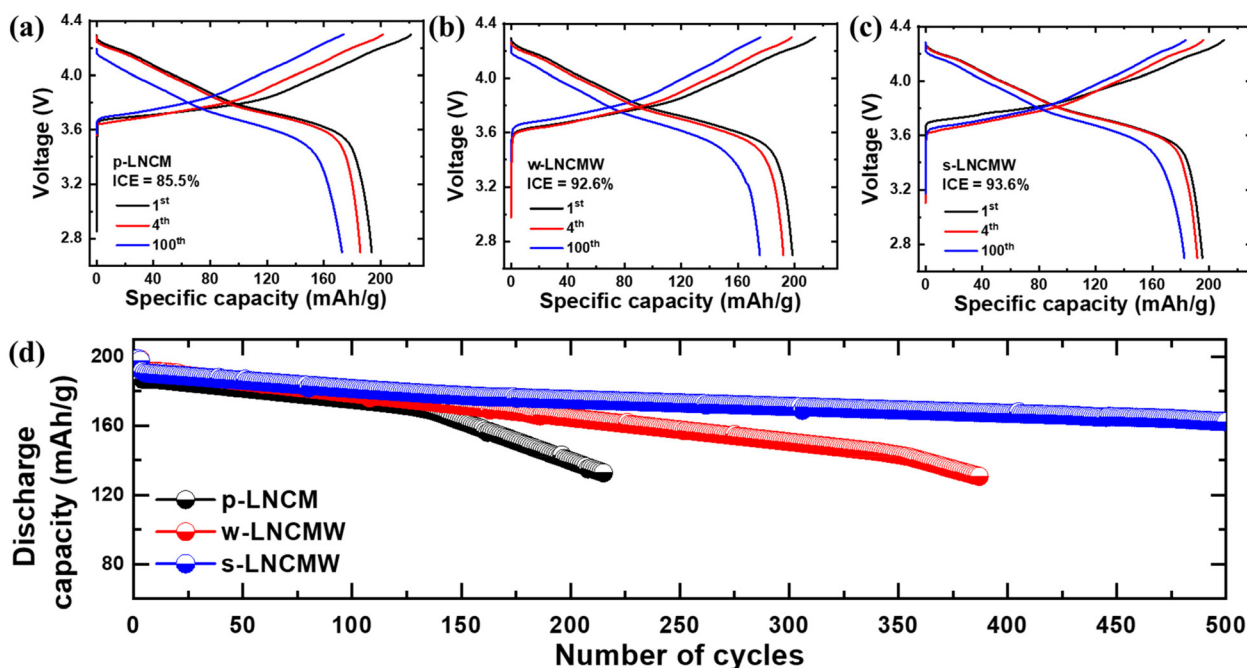 (a)
4.4
4.0
3.6
3.2
2.8
Voltage (V)
p-LNCM
ICE = 85.5%
1st
4th
100th
0 40 80 120 160 200
Specific capacity (mAh/g)
(b)
4.4
4.0
3.6
3.2
2.8
Voltage (V)
w-LNCMW
ICE = 92.6%
1st
4th
100th
0 40 80 120 160 200
Specific capacity (mAh/g)
(c)
4.4
4.0
3.6
3.2
2.8
Voltage (V)
s-LNCMW
ICE = 93.6%
1st
4th
100th
0 40 80 120 160 200
Specific capacity (mAh/g)
(d)
200
160
120
80
Discharge
capacity (mAh/g)
p-LNCM
w-LNCMW
s-LNCMW
0 50 100 150 200 250 300 350 400 450 500
Number of cycles